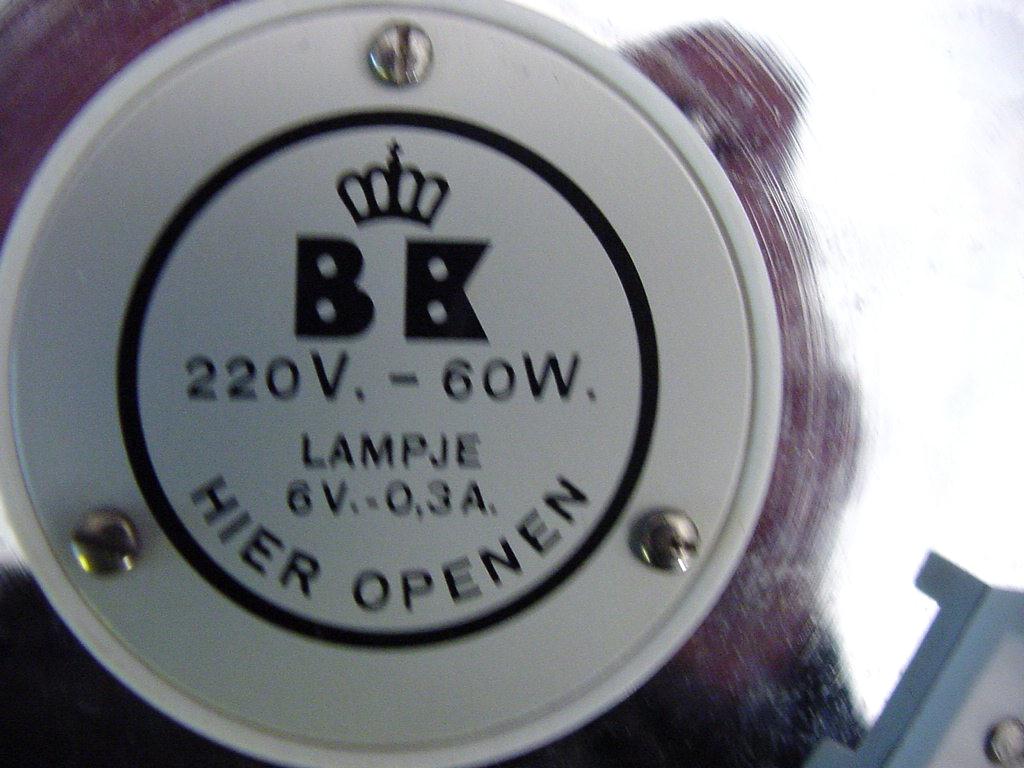 BK
220V. - 60W.
LAMPJE
6V.-0,3A.
HIER OPENEN